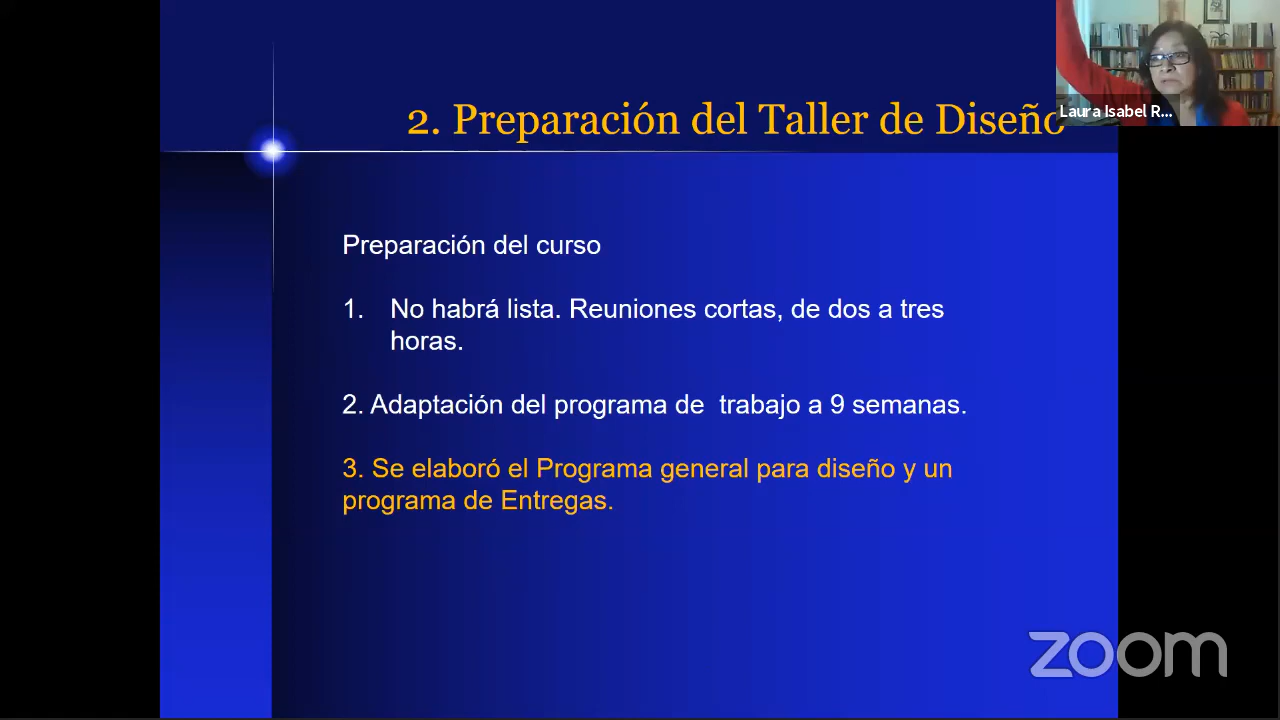 2. Preparación del Taller de Diseño
Laura Isabel R...
Preparación del curso
1. No habrá lista. Reuniones cortas, de dos a tres
horas.
2. Adaptación del programa de trabajo a 9 semanas.
3. Se elaboró el Programa general para diseño y un
programa de Entregas.
zoom